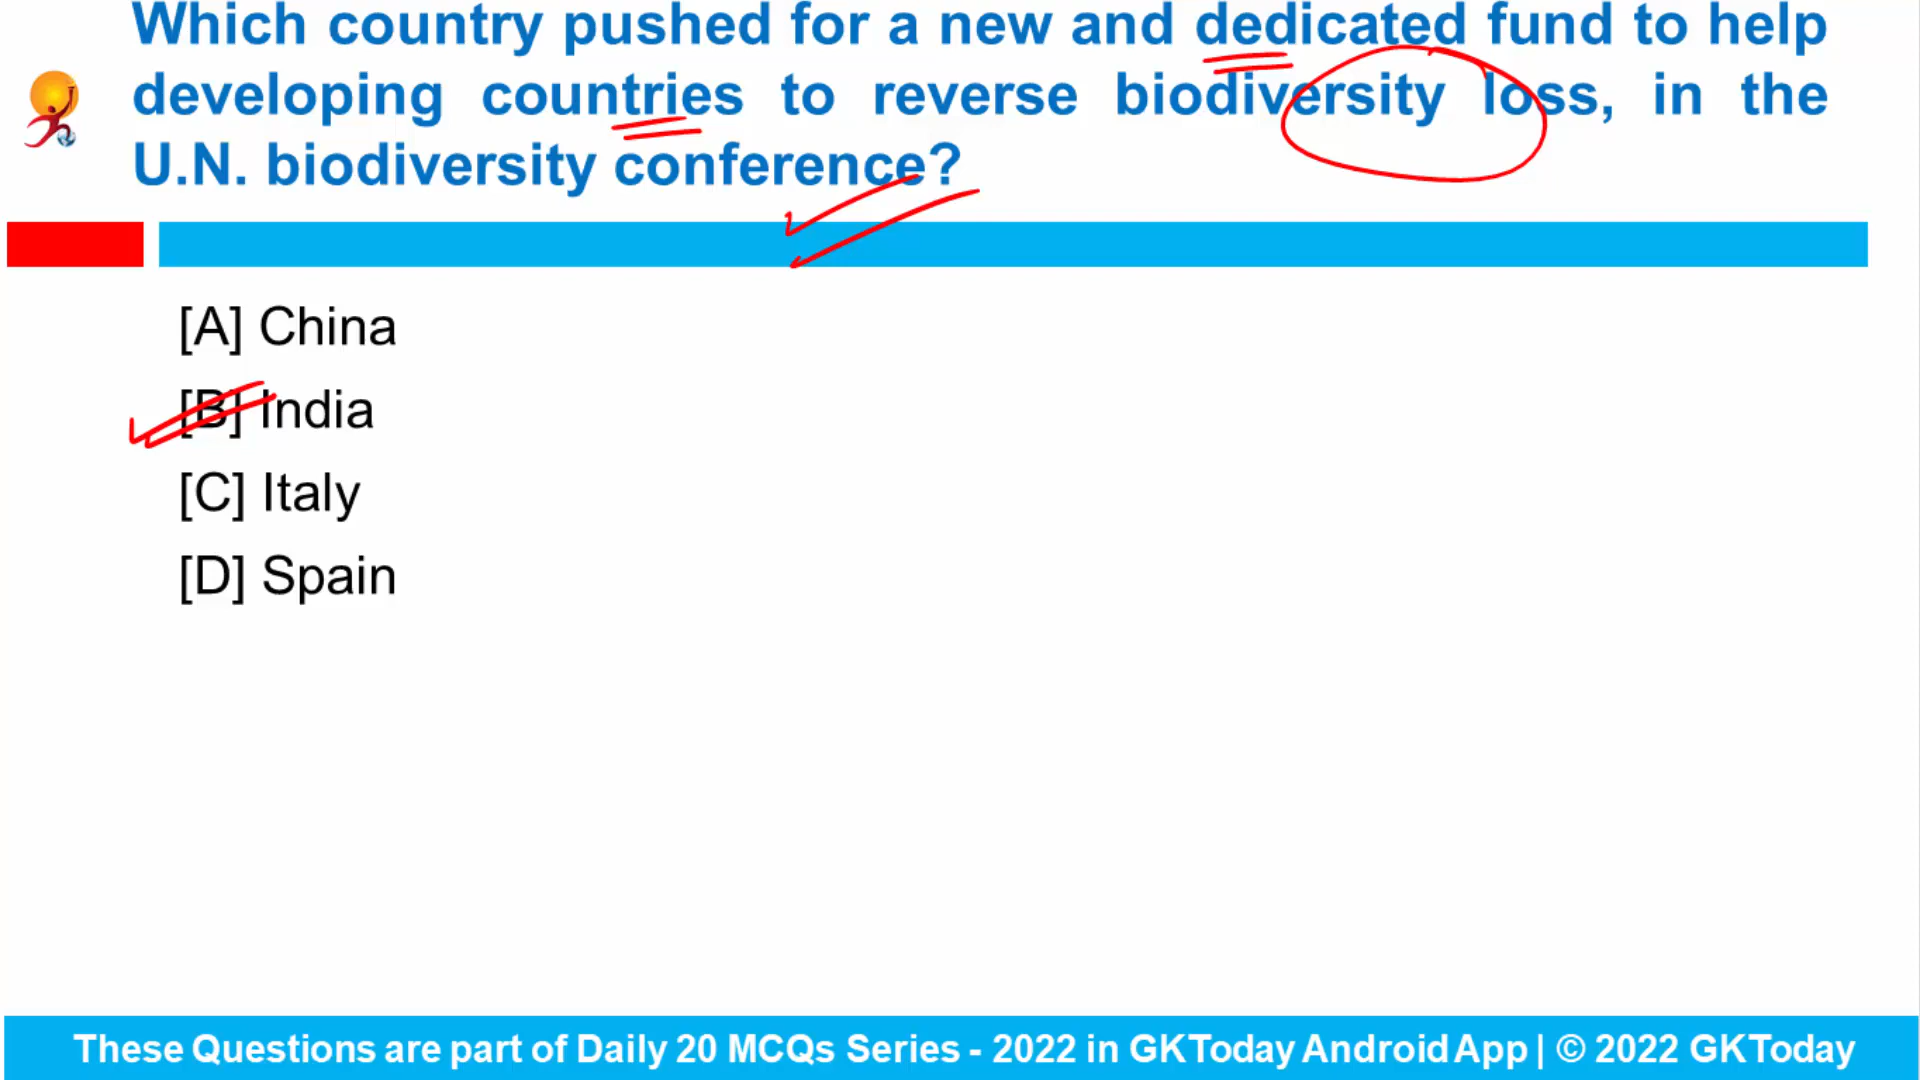 Which country pushed for a new and dedicated fund to help
developing countries to reverse biodiversity loss, in the
U.N. biodiversity conference?
[A] China
[B] India
[C] Italy
[D] Spain
These Questions are part of Daily 20 MCQs Series - 2022 in GKToday Android App | © 2022 GKToday